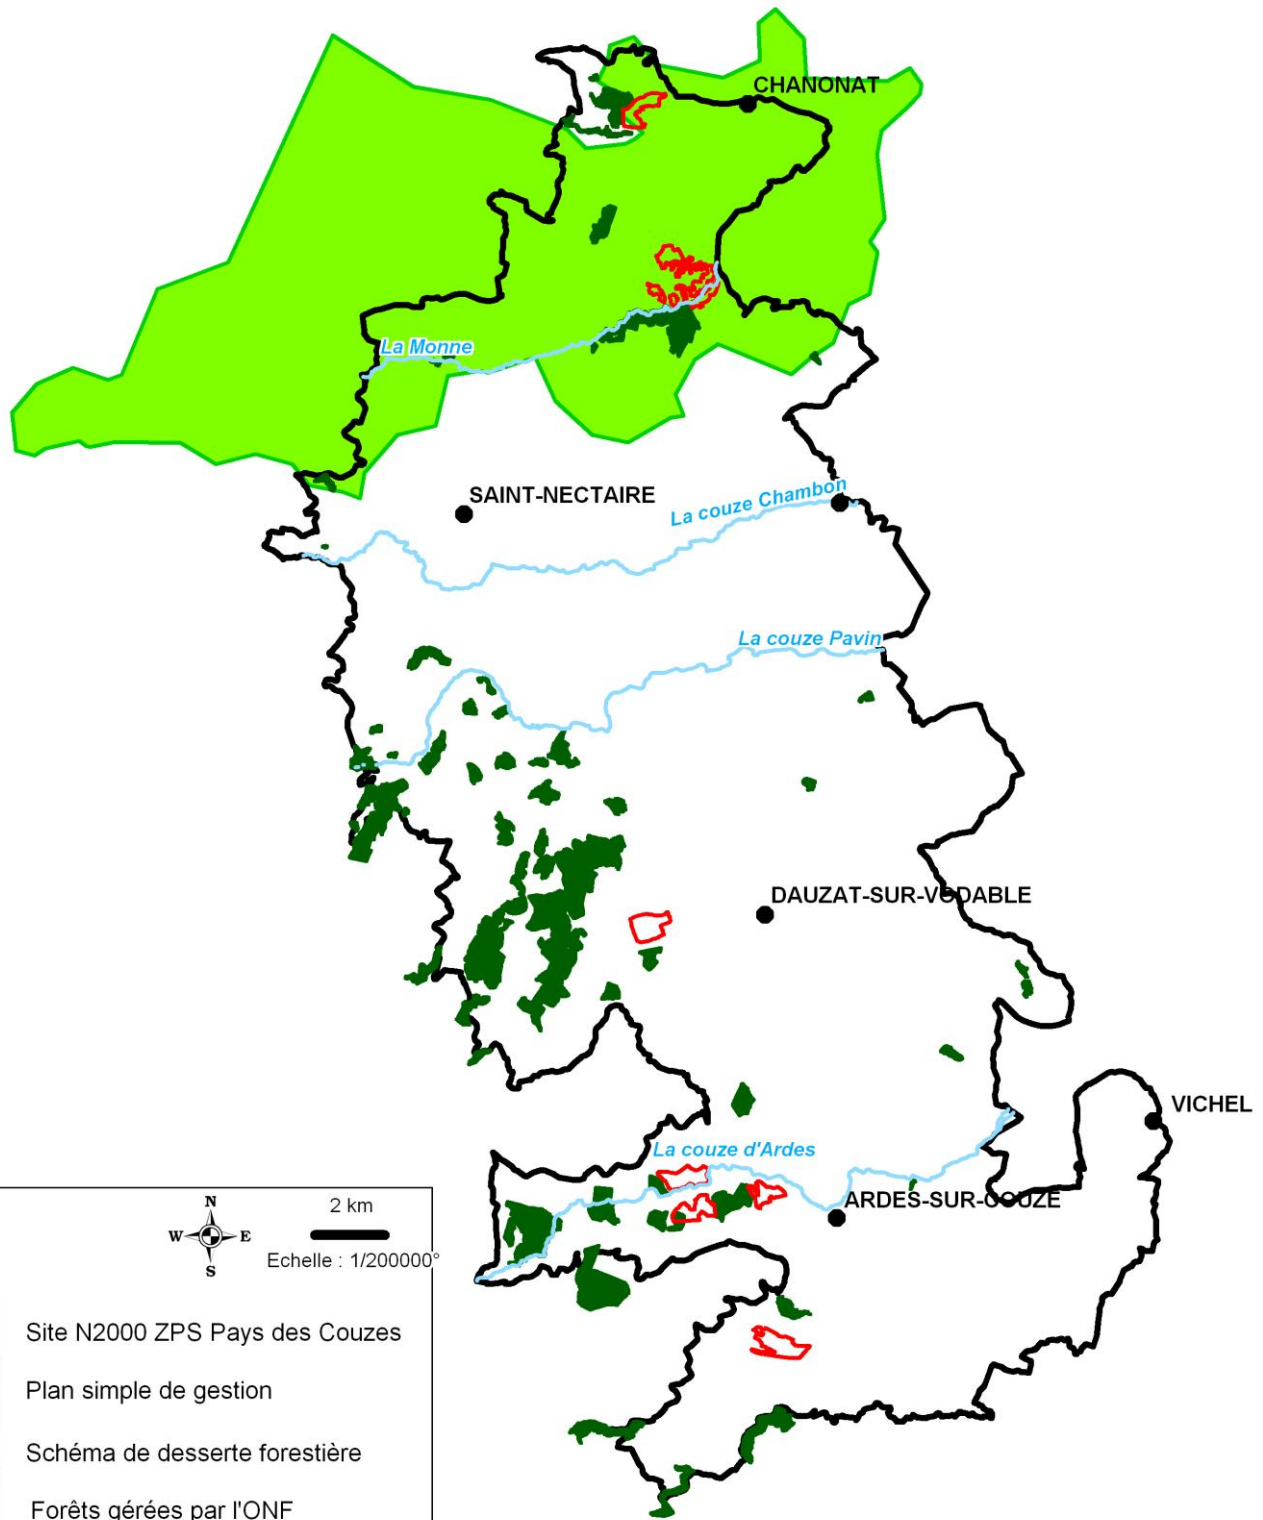 CHANONAT
La Monne
SAINT-NECTAIRE
La couze Chambon
La couze Pavin
DAUZAT-SUR-VODABLE
VICHEL
La couze d'Ardes
ARDES-SUR-COUZE
N
W E
S
2 km
Echelle : 1/200000°
Site N2000 ZPS Pays des Couzes
Plan simple de gestion
Schéma de desserte forestière
Forêts gérées par l'ONF